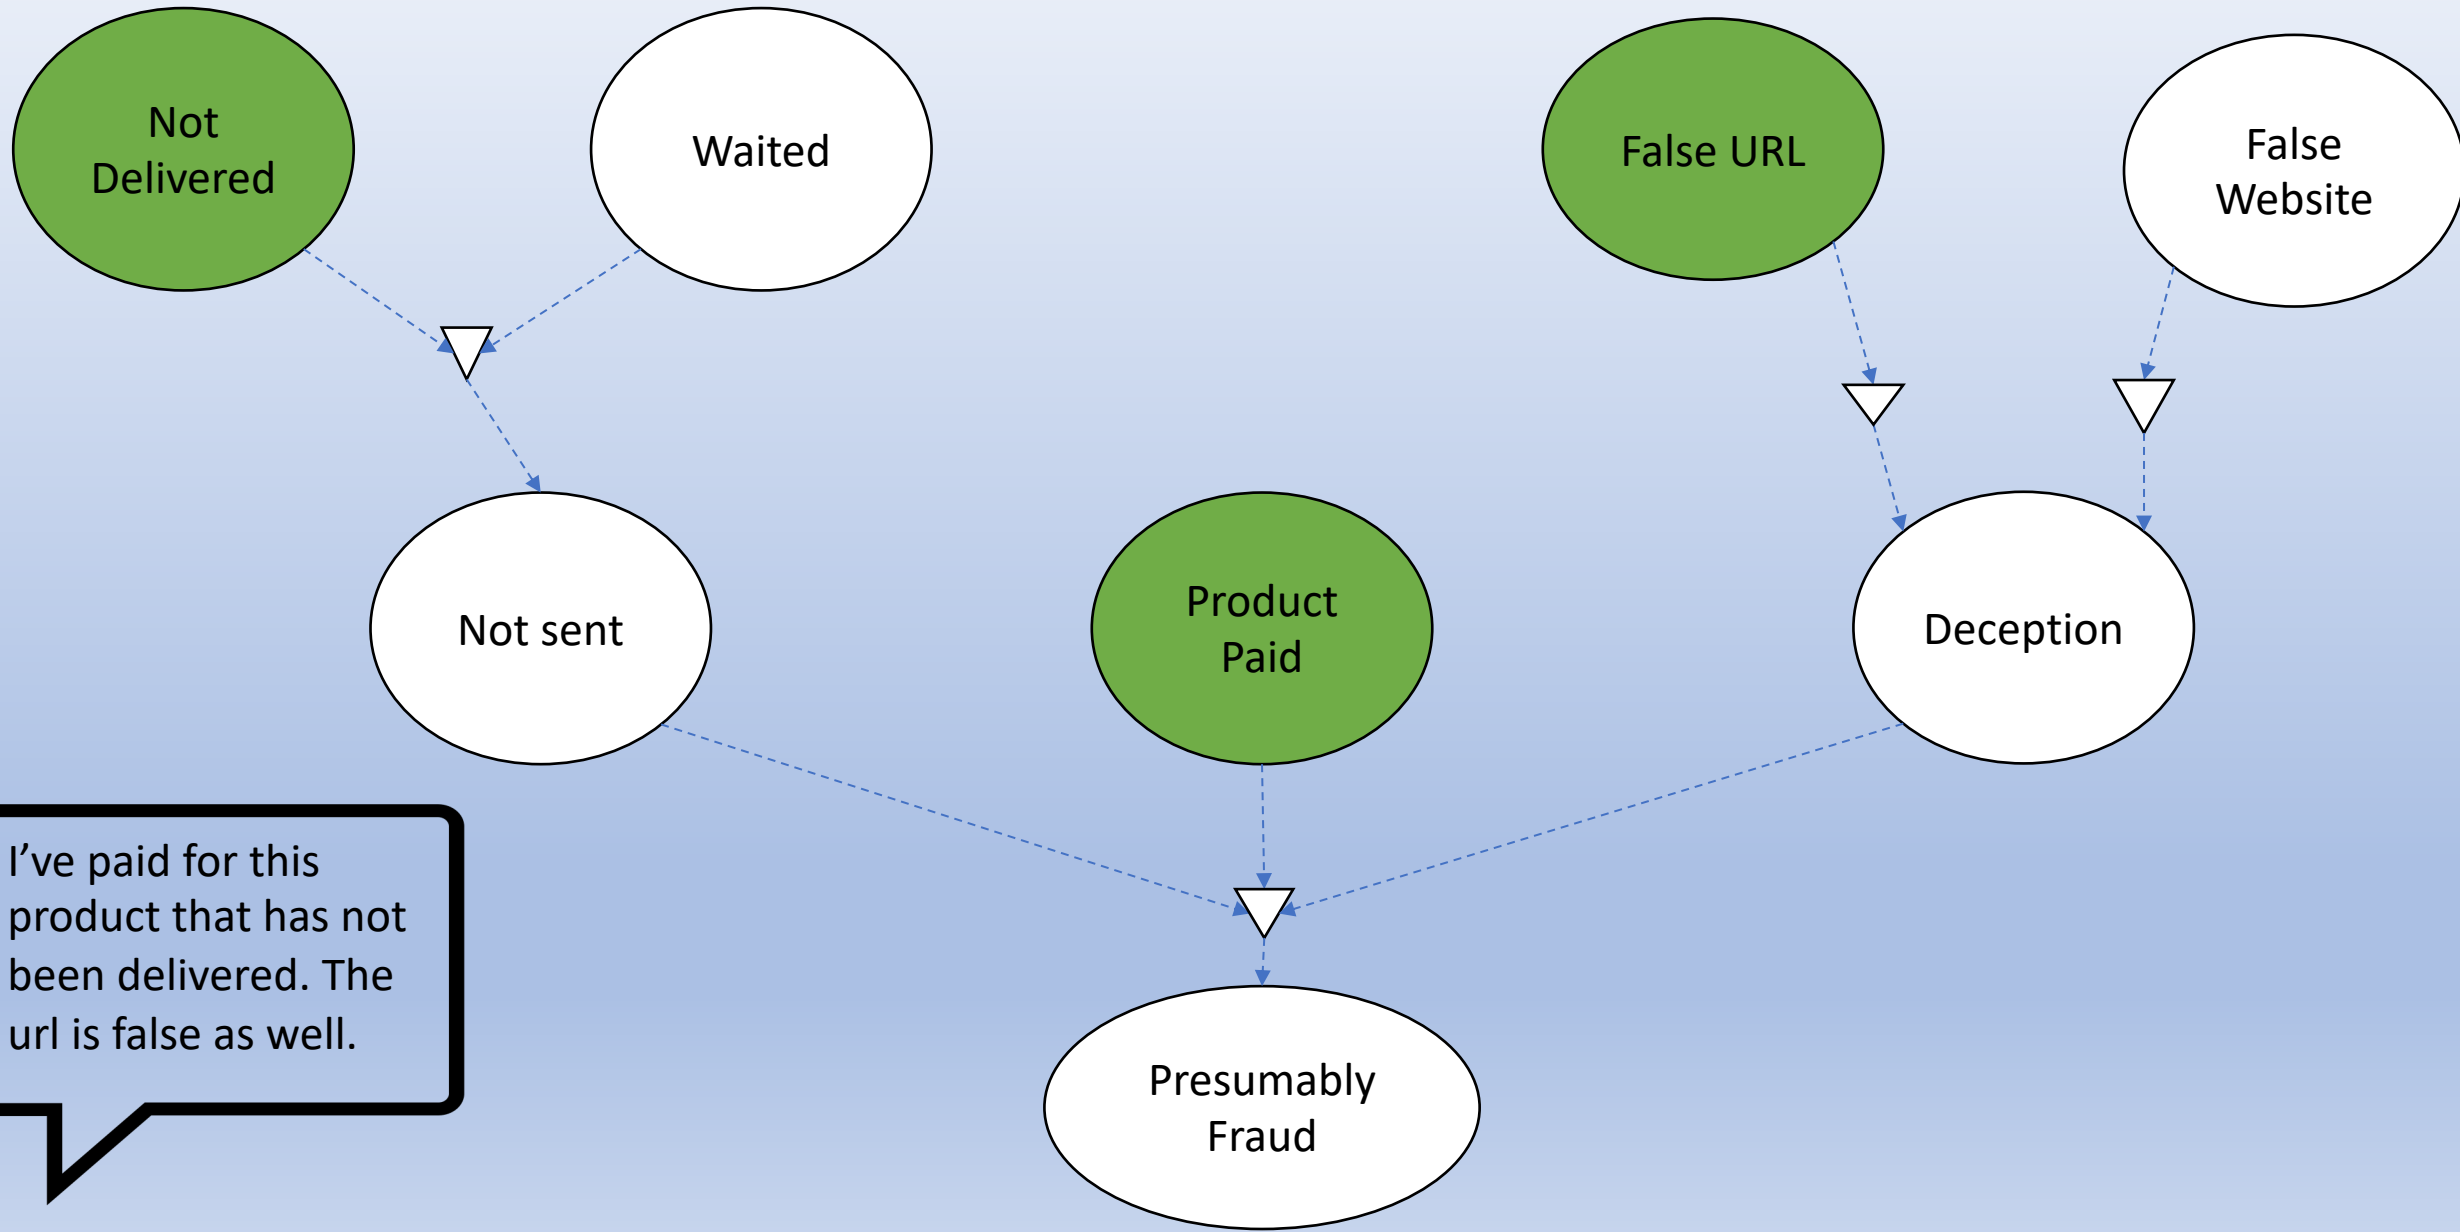 Not
Delivered
Waited
False URL
False
Website
Not sent
Product
Paid
Deception
I’ve paid for this
product that has not
been delivered. The
url is false as well.
Presumably
Fraud